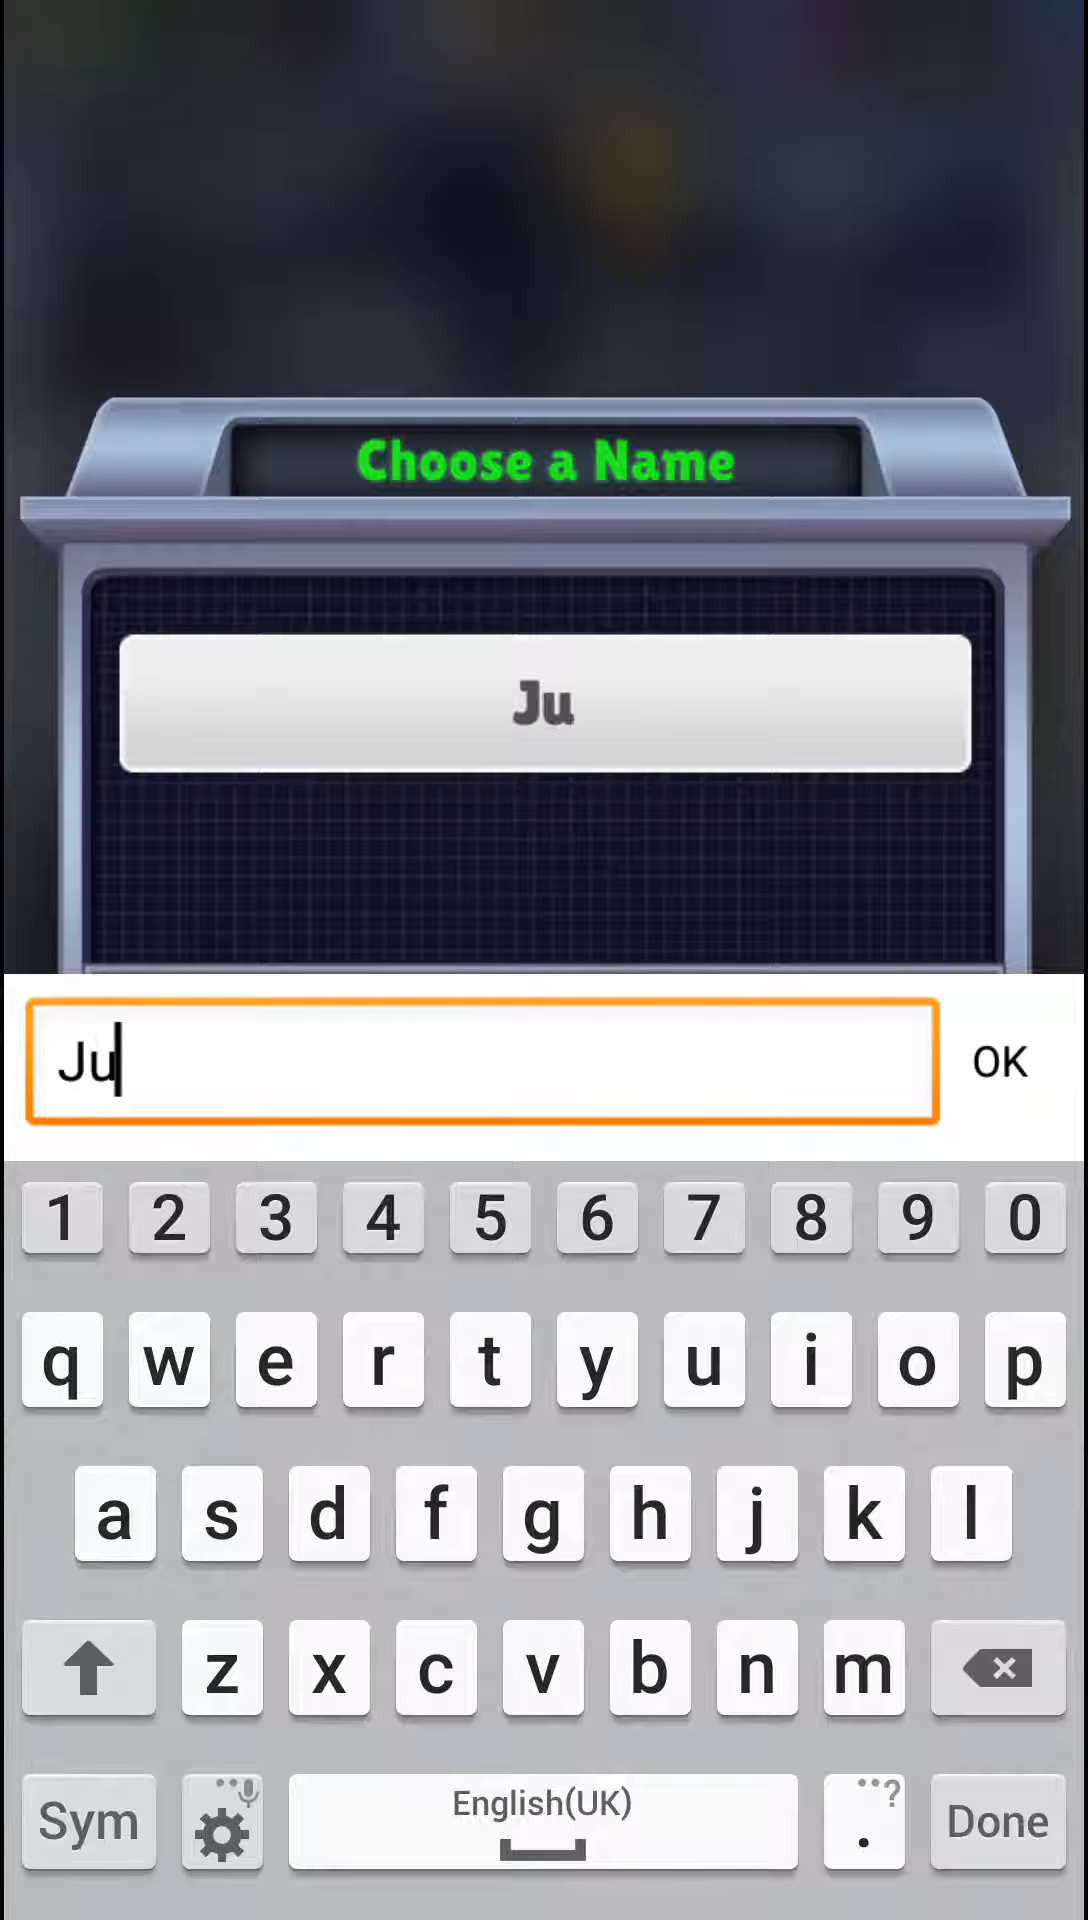 Choose a Name
Ju
Ju OK
1 2 3 4 5 6 7 8 9 0
q w e r t y u i o p
a s d f g h j k l
z x c v b n m
Sym English(UK) . ? Done